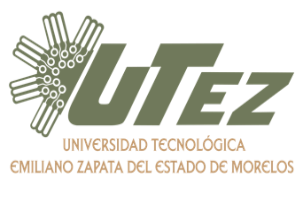 UTEZ
UNIVERSIDAD TECNOLÓGICA
EMILIANO ZAPATA DEL ESTADO DE MORELOS